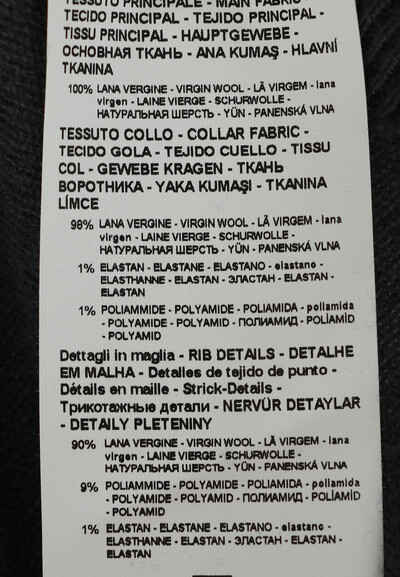 TESSUTO PRINCIPALE - MAIN FABRIC
TECIDO PRINCIPAL - TEJIDO PRINCIPAL -
TISSU PRINCIPAL - HAUPTGEWEBE -
ОСНОВНАЯ ТКАНЬ - ANA KUMAŞ - HLAVNÍ
TKANINA
100% LANA VERGINE - VIRGIN WOOL - LÃ VIRGEM - lana
virgen - LAINE VIERGE - SCHURWOLLE -
НАТУРАЛЬНАЯ ШЕРСТЬ - YÜN - PANENSKÁ VLNA
TESSUTO COLLO - COLLAR FABRIC -
TECIDO GOLA - TEJIDO CUELLO - TISSU
COL - GEWEBE KRAGEN - ТКАНЬ
ВОРОТНИКА - YAKA KUMAŞI - TKANINA
LÍMCE
98% LANA VERGINE - VIRGIN WOOL - LÃ VIRGEM - lana
virgen - LAINE VIERGE - SCHURWOLLE -
НАТУРАЛЬНАЯ ШЕРСТЬ - YÜN - PANENSKÁ VLNA
1% ELASTAN - ELASTANE - ELASTANO - elastano -
ELASTHANNE - ELASTAN - ЭЛАСТАН - ELASTAN -
ELASTAN
1% POLIAMMIDE - POLYAMIDE - POLIAMIDA - poliamida
- POLYAMIDE - POLYAMID - ПОЛИАМИД - POLİAMİD
- POLYAMID
Dettagli in maglia - RIB DETAILS - DETALHE
EM MALHA - Detalles de tejido de punto -
Détails en maille - Strick-Details -
Трикотажные детали - NERVÜR DETAYLAR
- DETAILY PLETENINY
90% LANA VERGINE - VIRGIN WOOL - LÃ VIRGEM - lana
virgen - LAINE VIERGE - SCHURWOLLE -
НАТУРАЛЬНАЯ ШЕРСТЬ - YÜN - PANENSKÁ VLNA
9% POLIAMMIDE - POLYAMIDE - POLIAMIDA - poliamida
- POLYAMIDE - POLYAMID - ПОЛИАМИД - POLİAMİD
- POLYAMID
1% ELASTAN - ELASTANE - ELASTANO - elastano -
ELASTHANNE - ELASTAN - ЭЛАСТАН - ELASTAN -
ELASTAN